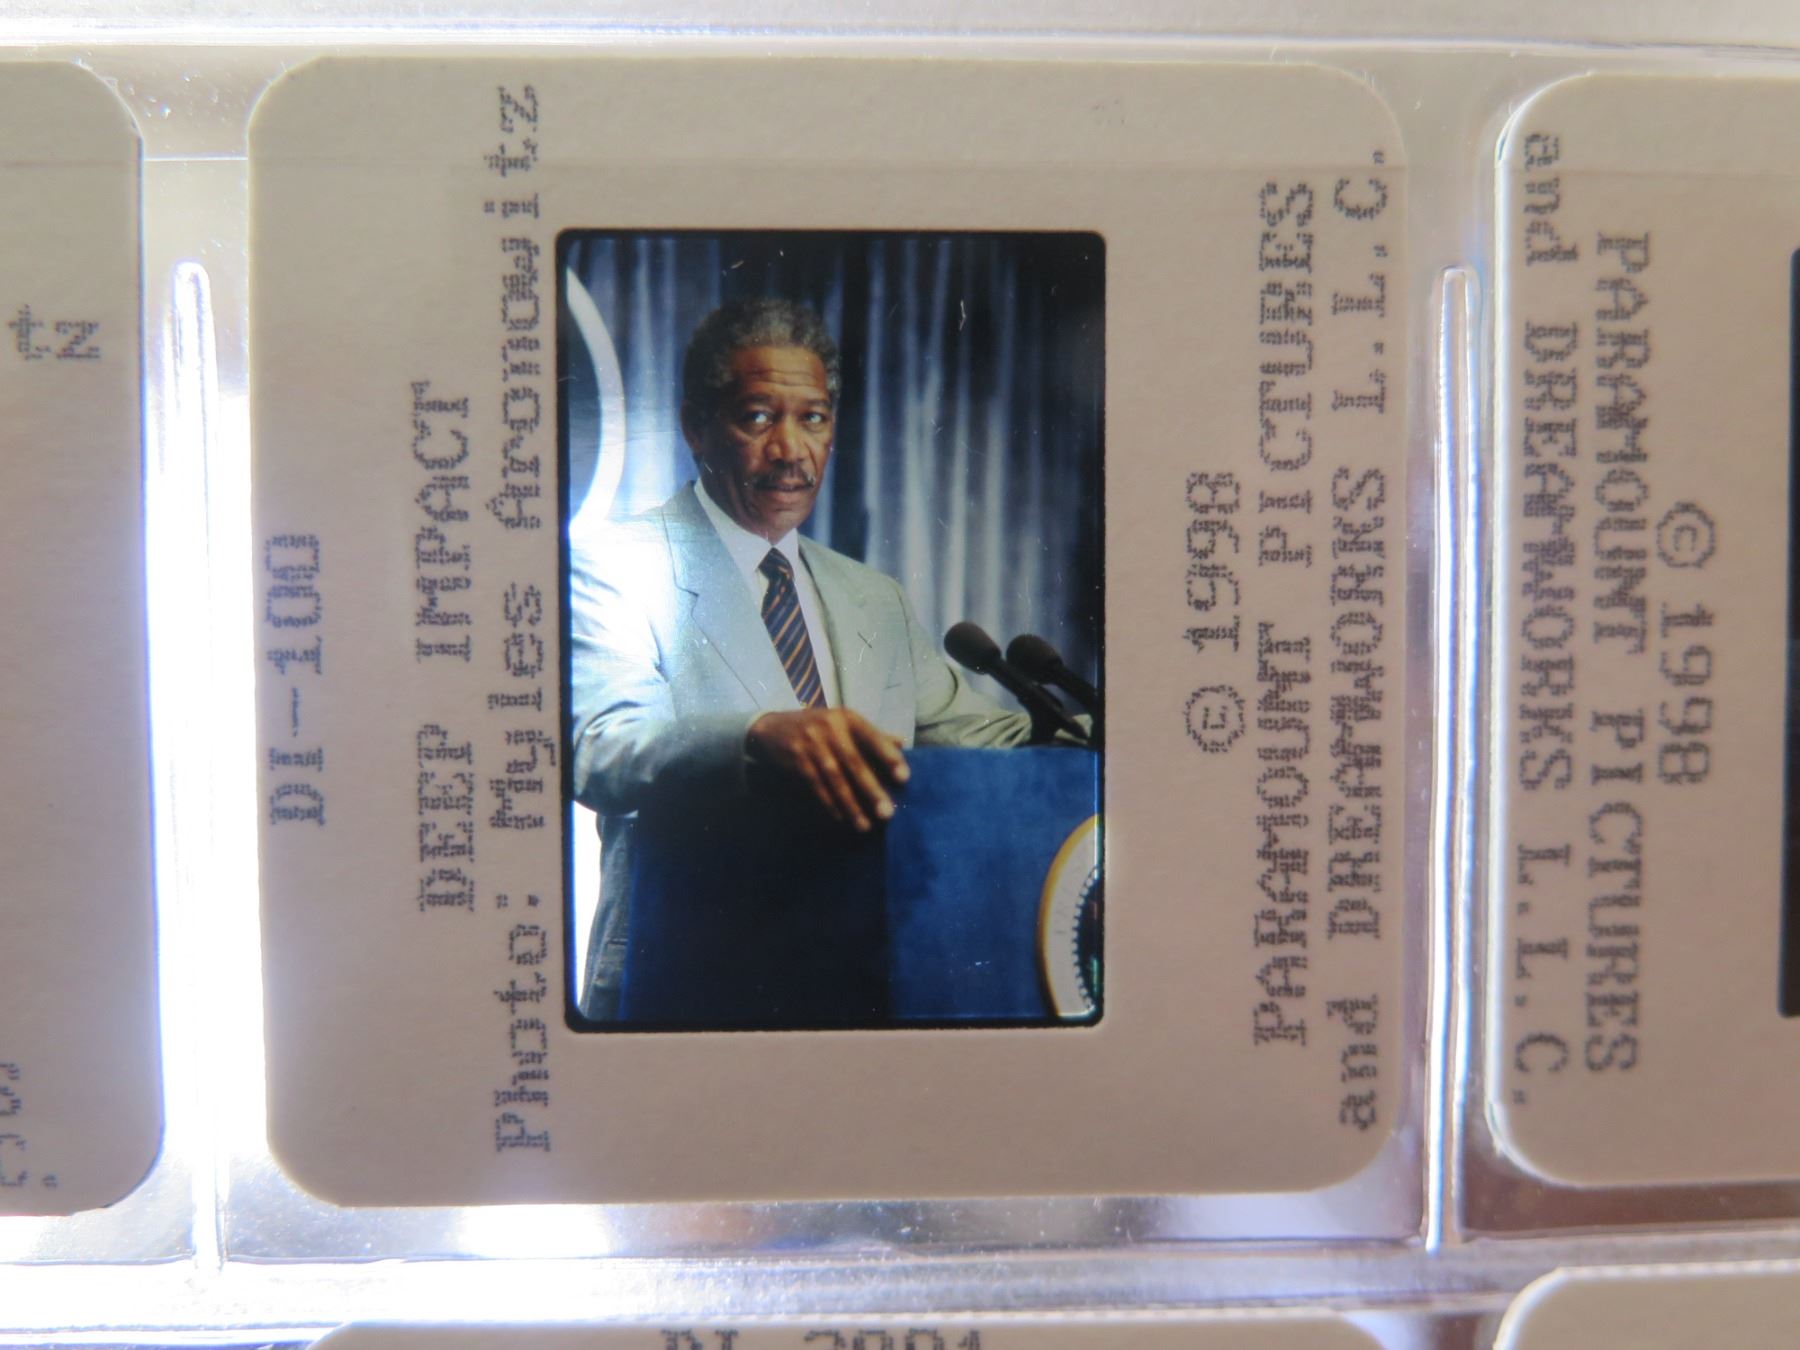 DI-100
DEEP IMPACT
Photo: Myles Aronowitz
© 1998
PARAMOUNT PICTURES
and DREAMWORKS L.L.C.
© 1998
PARAMOUNT PICTURES
and DREAMWORKS L.L.C.